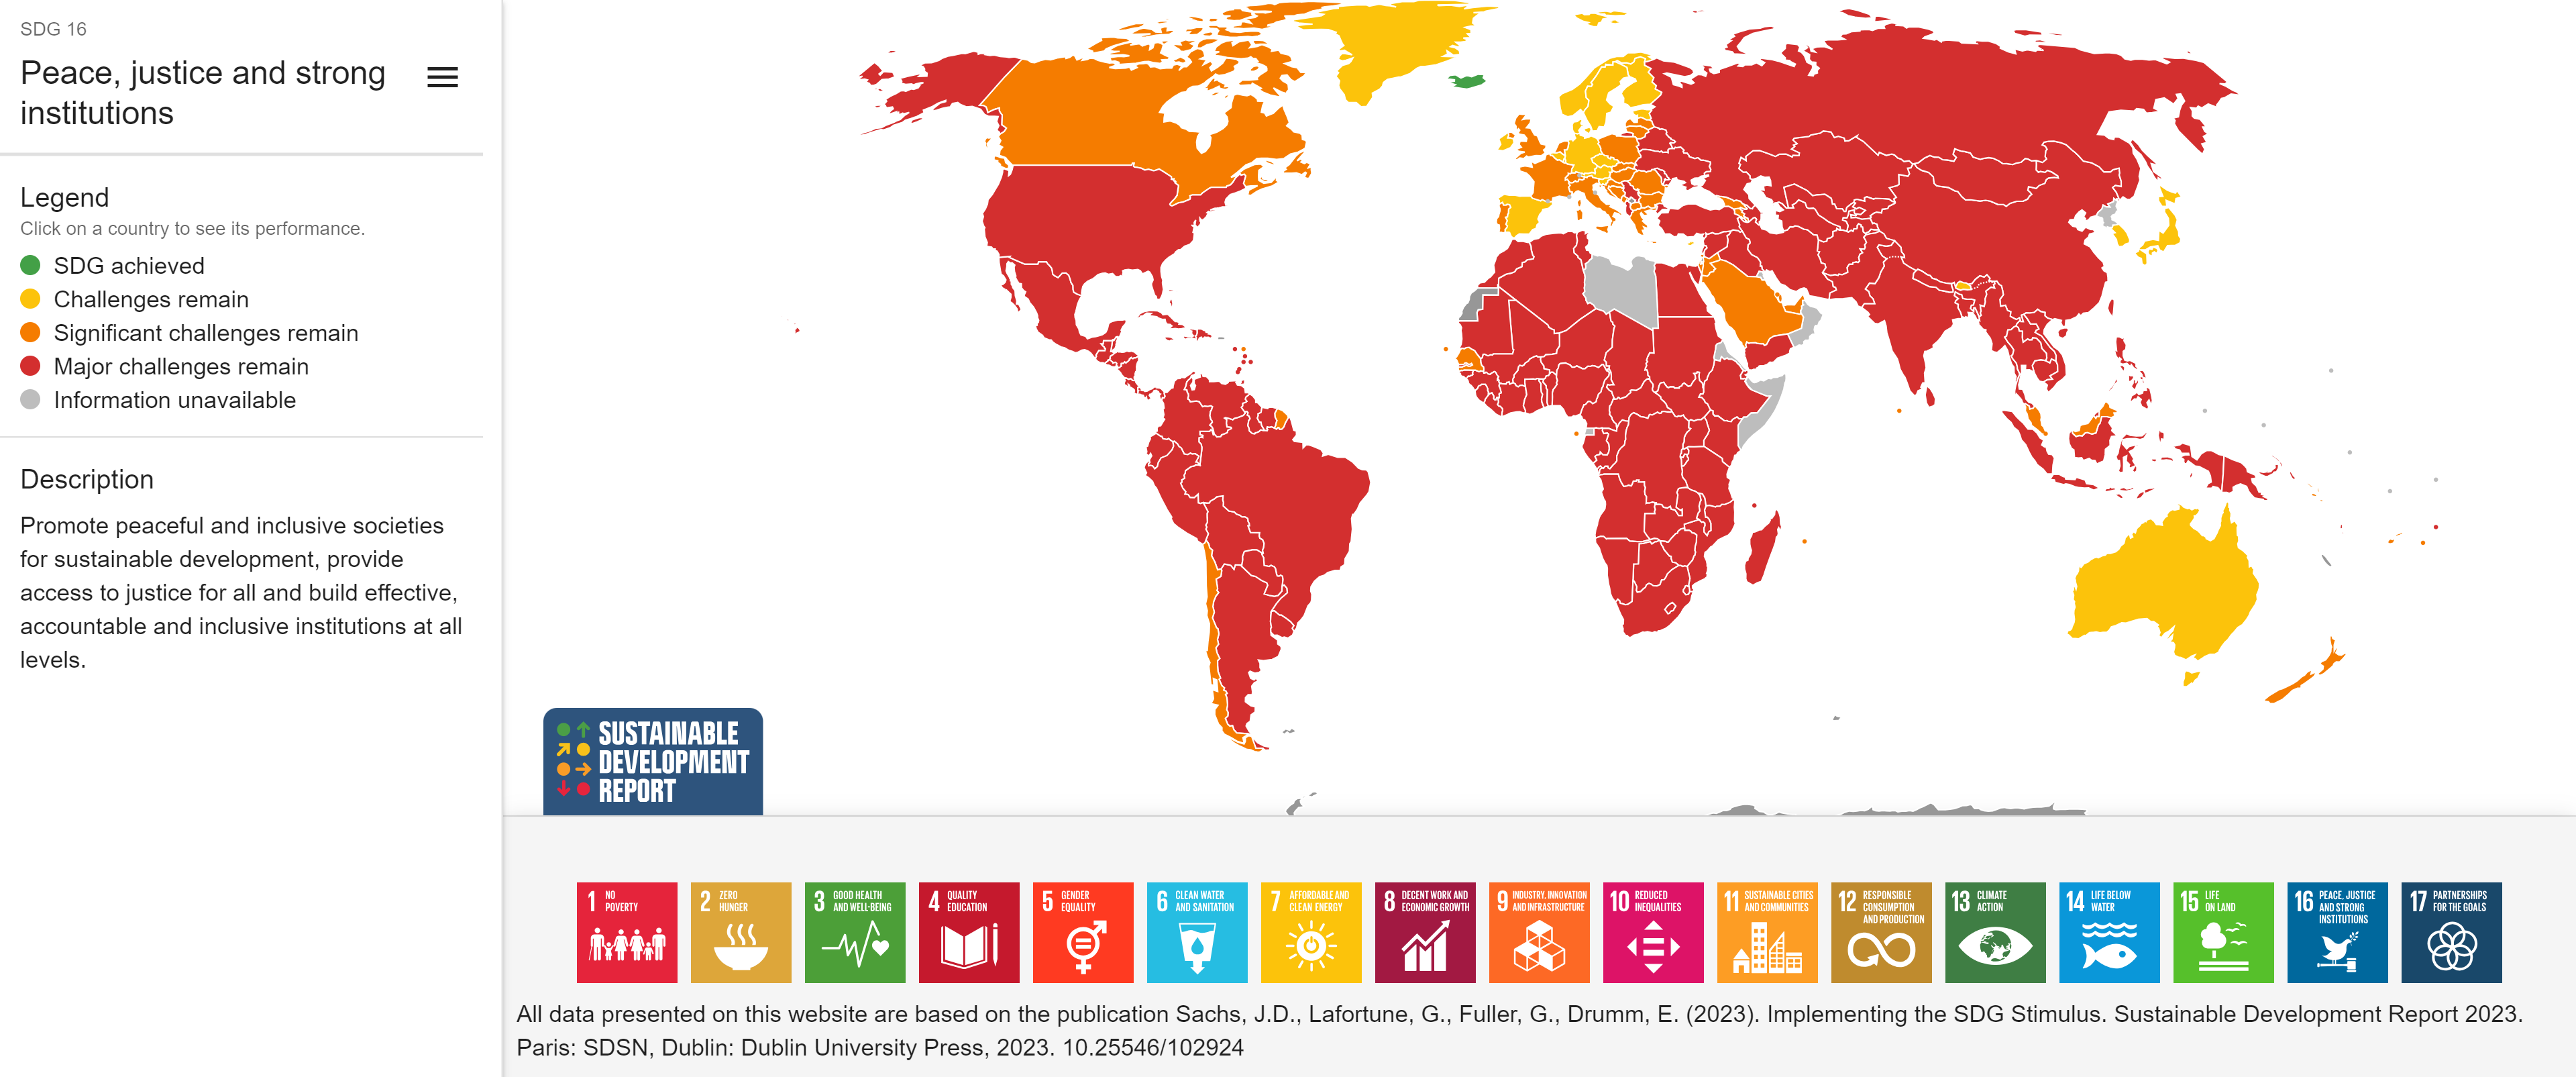 SDG 16
Peace, justice and strong
institutions
Legend
Click on a country to see its performance.
SDG achieved
Challenges remain
Significant challenges remain
Major challenges remain
Information unavailable
Description
Promote peaceful and inclusive societies
for sustainable development, provide
access to justice for all and build effective,
accountable and inclusive institutions at all
levels.
SUSTAINABLE
DEVELOPMENT
REPORT
1 NO
POVERTY
2 ZERO
HUNGER
3 GOOD HEALTH
AND WELL-BEING
4 QUALITY
EDUCATION
5 GENDER
EQUALITY
6 CLEAN WATER
AND SANITATION
7 AFFORDABLE AND
CLEAN ENERGY
8 DECENT WORK AND
ECONOMIC GROWTH
9 INDUSTRY, INNOVATION
AND INFRASTRUCTURE
10 REDUCED
INEQUALITIES
11 SUSTAINABLE CITIES
AND COMMUNITIES
12 RESPONSIBLE
CONSUMPTION
AND PRODUCTION
13 CLIMATE
ACTION
14 LIFE BELOW
WATER
15 LIFE
ON LAND
16 PEACE, JUSTICE
AND STRONG
INSTITUTIONS
17 PARTNERSHIPS
FOR THE GOALS
All data presented on this website are based on the publication Sachs, J.D., Lafortune, G., Fuller, G., Drumm, E. (2023). Implementing the SDG Stimulus. Sustainable Development Report 2023.
Paris: SDSN, Dublin: Dublin University Press, 2023. 10.25546/102924